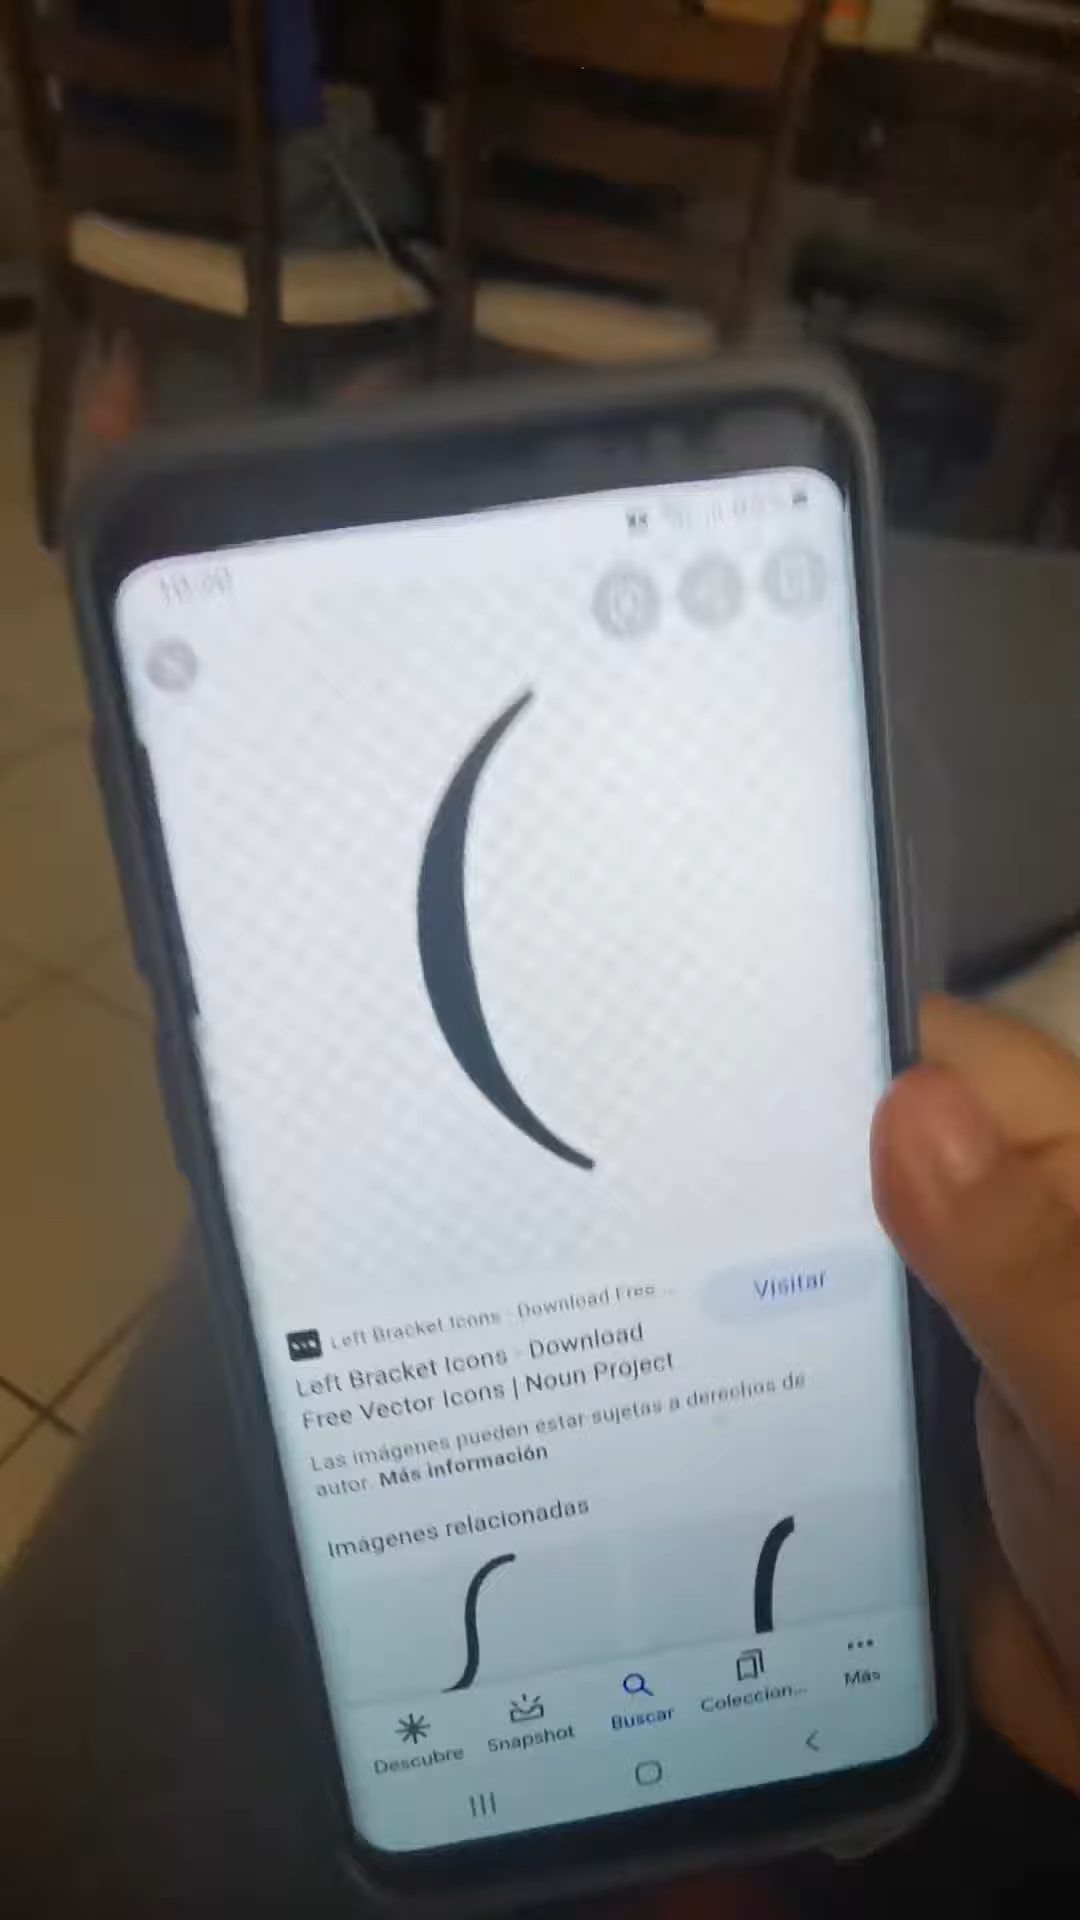 (
Left Bracket Icons - Download Free ...
Visitar
Left Bracket Icons - Download
Free Vector Icons | Noun Project
Las imágenes pueden estar sujetas a derechos de
autor. Más información
Imágenes relacionadas
Descubre
Snapshot
Buscar
Coleccion...
Más